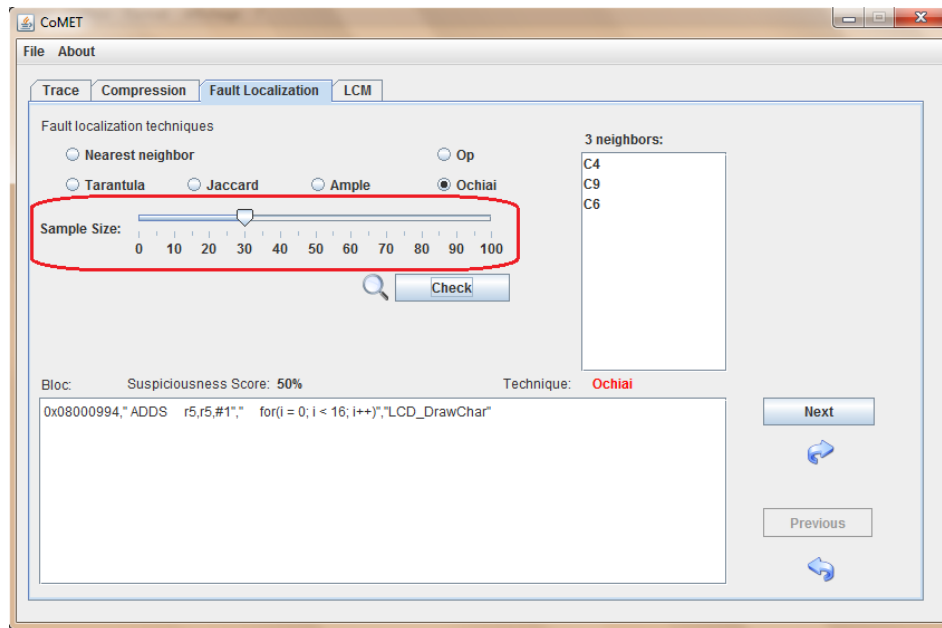 CoMET
File About
Trace Compression Fault Localization LCM
Fault localization techniques
Nearest neighbor Op
Tarantula Jaccard Ample Ochiai
Sample Size:
0 10 20 30 40 50 60 70 80 90 100
Check
3 neighbors:
C4
C9
C6
Bloc: Suspiciousness Score: 50% Technique: Ochiai
0x08000994," ADDS r5,r5,#1"," for(i = 0; i < 16; i++)","LCD_DrawChar"
Next
Previous